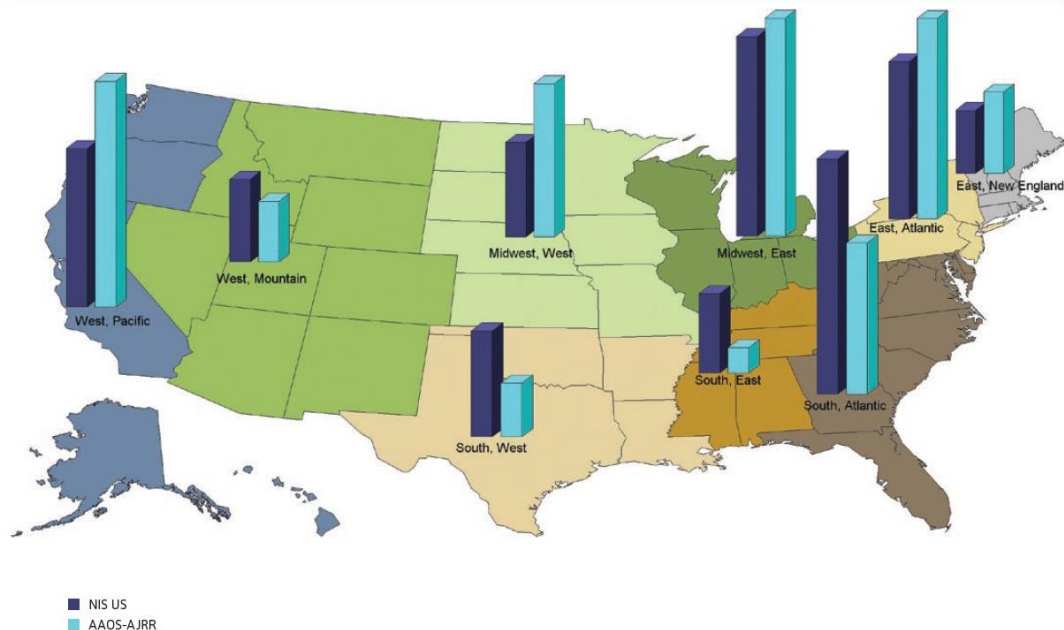 East, New England
East, Atlantic
Midwest, West
Midwest, East
West, Mountain
West, Pacific
South, East
South, Atlantic
South, West
NIS US
AAOS-AJRR